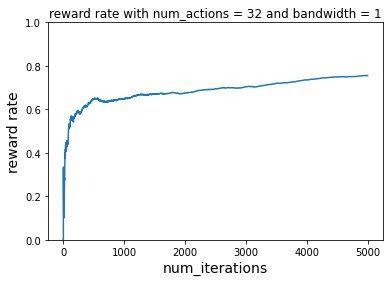 reward rate with num_actions = 32 and bandwidth = 1
1.0
0.8
0.6
0.4
0.2
0.0
reward rate
0 1000 2000 3000 4000 5000
num_iterations